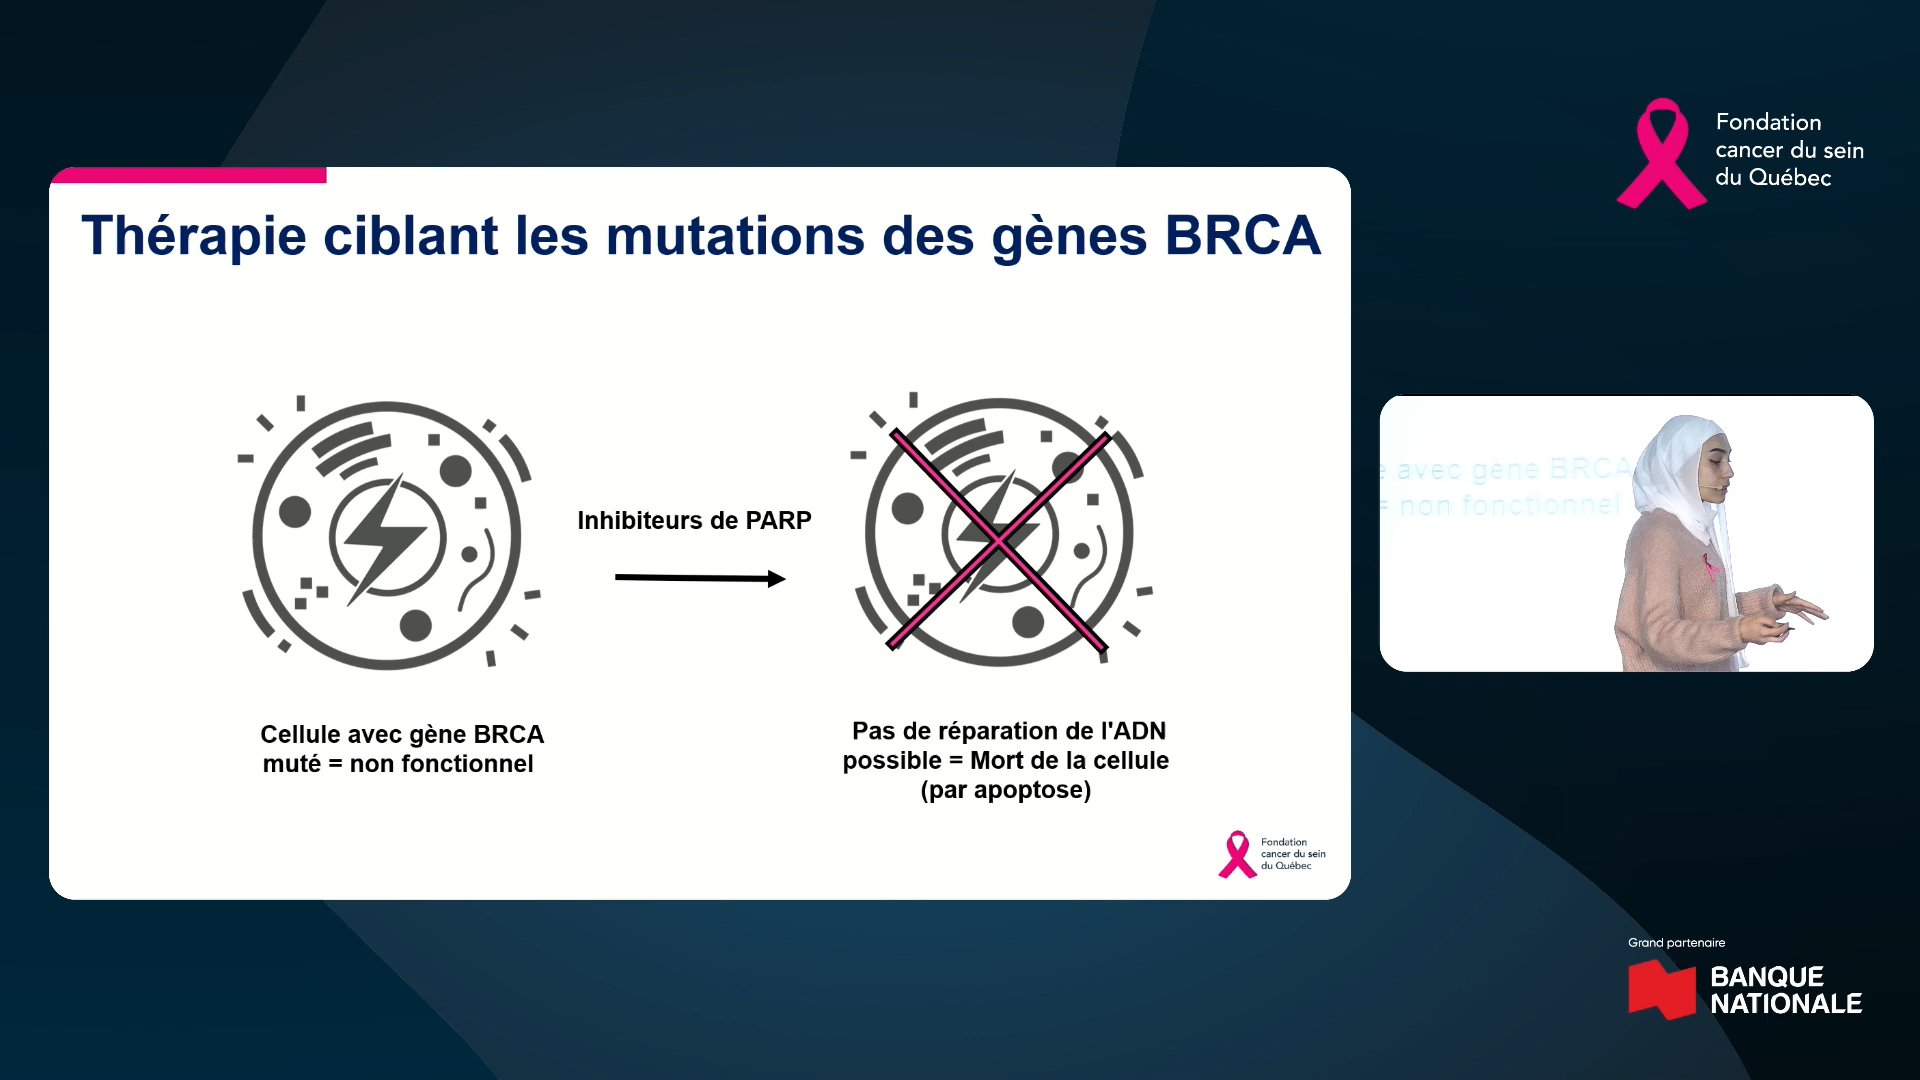 Fondation
cancer du sein
du Québec
Thérapie ciblant les mutations des gènes BRCA
Inhibiteurs de PARP
Cellule avec gène BRCA
muté = non fonctionnel
Pas de réparation de l'ADN
possible = Mort de la cellule
(par apoptose)
Fondation
cancer du sein
du Québec
avec gène BRCA
= non fonctionnel
Grand partenaire
BANQUE
NATIONALE